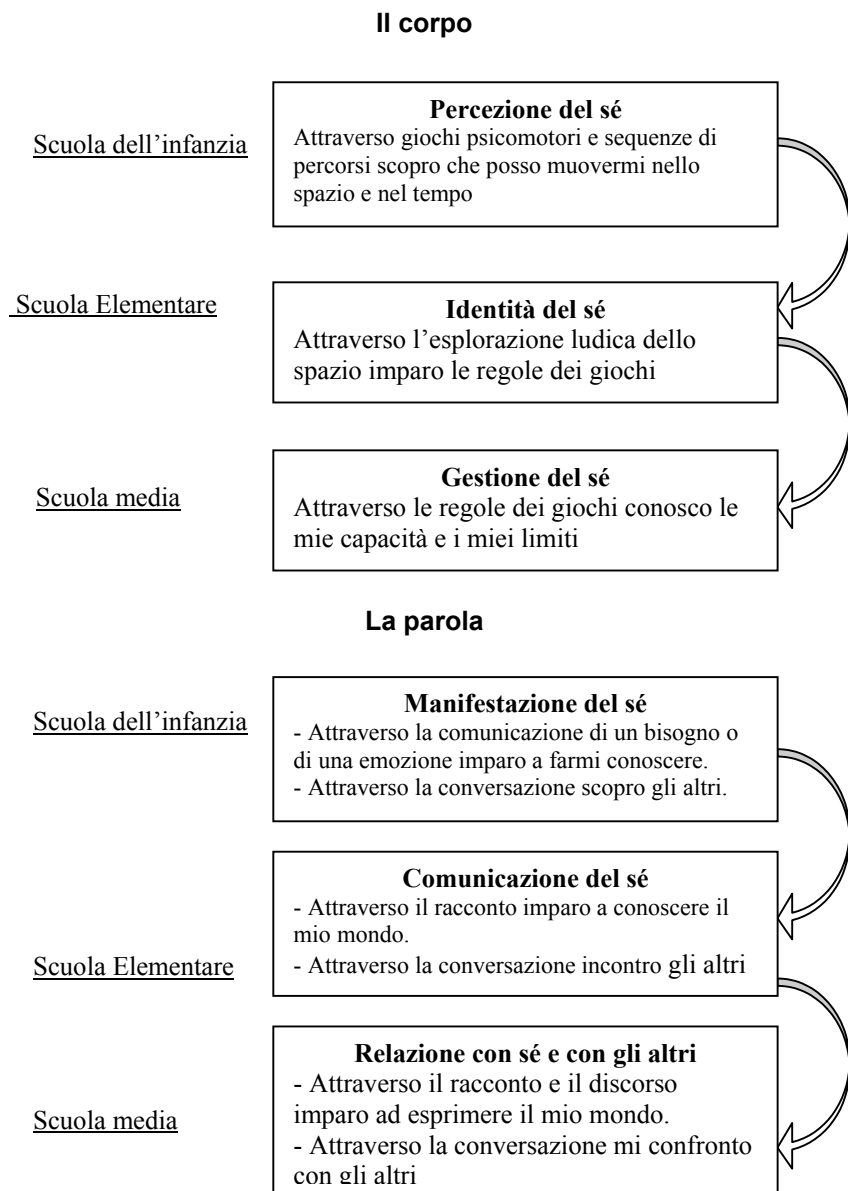 Il corpo
Percezione del sé
Scuola dell’infanzia
Attraverso giochi psicomotori e sequenze di
percorsi scopro che posso muovermi nello
spazio e nel tempo
Scuola Elementare
Identità del sé
Attraverso l’esplorazione ludica dello
spazio imparo le regole dei giochi
Scuola media
Gestione del sé
Attraverso le regole dei giochi conosco le
mie capacità e i miei limiti
La parola
Scuola dell’infanzia
Manifestazione del sé
- Attraverso la comunicazione di un bisogno o
di una emozione imparo a farmi conoscere.
- Attraverso la conversazione scopro gli altri.
Scuola Elementare
Comunicazione del sé
- Attraverso il racconto imparo a conoscere il
mio mondo.
- Attraverso la conversazione incontro gli altri
Scuola media
Relazione con sé e con gli altri
- Attraverso il racconto e il discorso
imparo ad esprimere il mio mondo.
- Attraverso la conversazione mi confronto
con gli altri